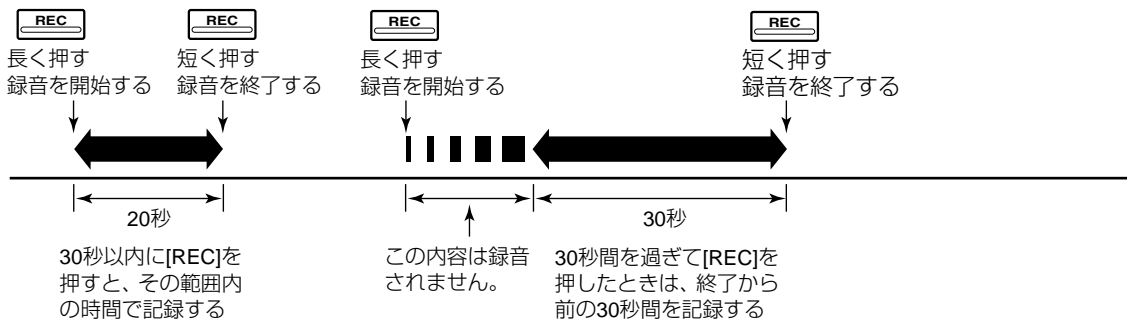 REC
長く押す
録音を開始する
REC
短く押す
録音を終了する
REC
長く押す
録音を開始する
REC
短く押す
録音を終了する
20秒
30秒
30秒以内に[REC]を
押すと、その範囲内
の時間で記録する
この内容は録音
されません。
30秒間を過ぎて[REC]を
押したときは、終了から
前の30秒間を記録する